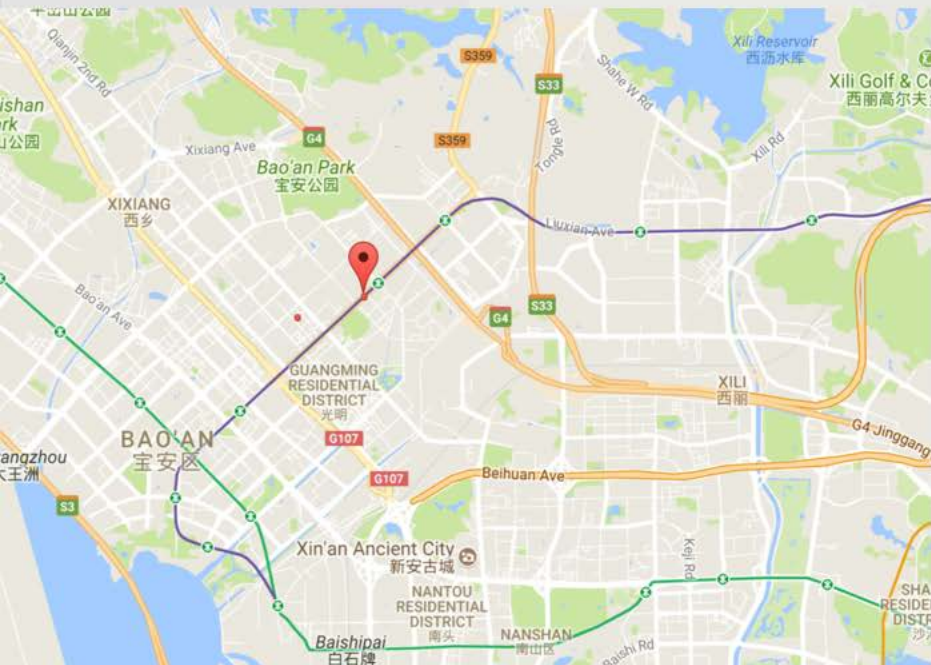 Qianjin 2nd Rd
S359
S33
Shahe W Rd
Xili Reservoir
西沥水库
Xili Golf & Co
西丽高尔夫
ishan
rk
山公园
Xixiang Ave
G4
Bao'an Park
宝安公园
S359
Tongle Rd
Xili Rd
XIXIANG
西乡
Liuxian Ave
Bao'an Ave
G4
S33
GUANGMING
RESIDENTIAL
DISTRICT
光明
XILI
西丽
BAO'AN
宝安区
G107
G4 Jinggang
angzhou
大王洲
G107
Beihuan Ave
S3
Xin'an Ancient City
新安古城
Keji Rd
NANTOU
RESIDENTIAL
DISTRICT
南头
NANSHAN
南山区
SHA
RESIDE
DISTR
沙
Baishipai
白石牌
Baishi Rd